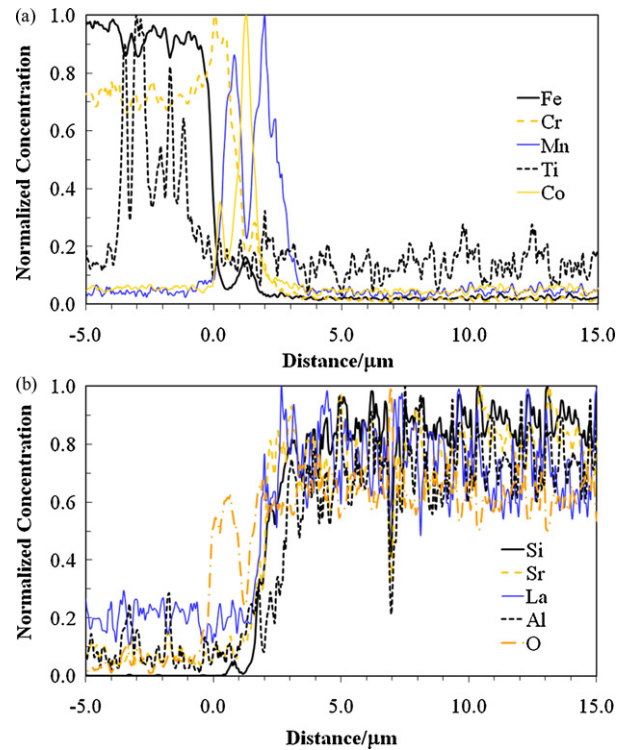 (a)
Normalized Concentration
1.0
0.8
0.6
0.4
0.2
0.0
Fe
Cr
Mn
Ti
Co
-5.0 0.0 5.0 10.0 15.0
Distance/μm
(b)
Normalized Concentration
1.0
0.8
0.6
0.4
0.2
0.0
Si
Sr
La
Al
O
-5.0 0.0 5.0 10.0 15.0
Distance/μm